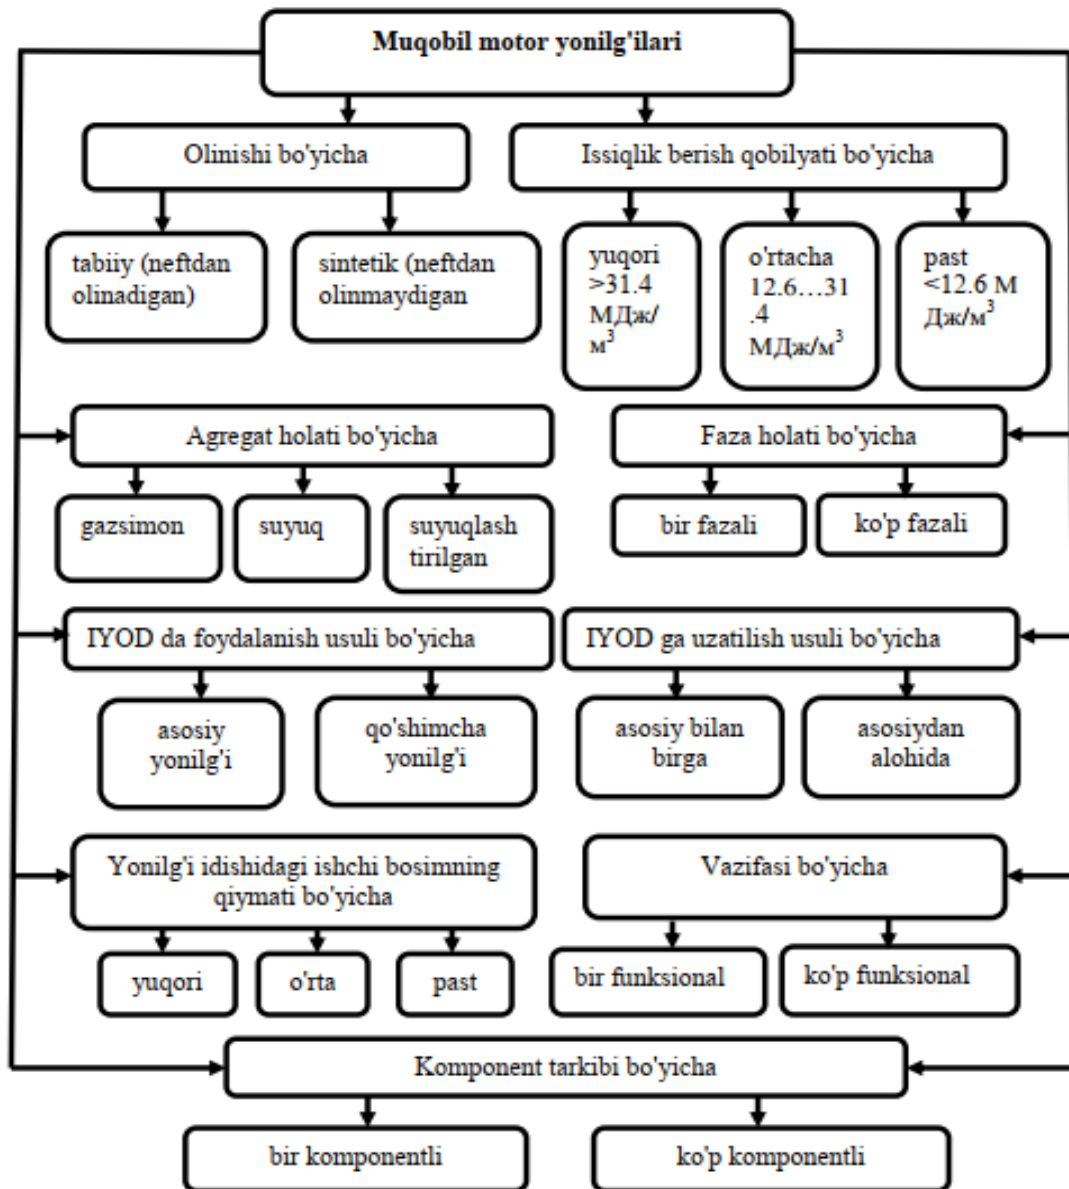 Muqobil motor yonilg'ilari
Olinishi bo'yicha
Issiqlik berish qobilyati bo'yicha
tabiiy (neftdan
olinadigan)
sintetik (neftdan
olinmaydigan
yuqori
>31.4
МДж/
м³
o'rtacha
12.6…31
.4
МДж/м³
past
<12.6 М
Дж/м³
Agregat holati bo'yicha
Faza holati bo'yicha
gazsimon
suyuq
suyuqlash
tirilgan
bir fazali
ko'p fazali
IYOD da foydalanish usuli bo'yicha
IYOD ga uzatilish usuli bo'yicha
asosiy
yonilg'i
qo'shimcha
yonilg'i
asosiy bilan
birga
asosiydan
alohida
Yonilg'i idishidagi ishchi bosimning
qiymati bo'yicha
Vazifasi bo'yicha
yuqori
o'rta
past
bir funksional
ko'p funksional
Komponent tarkibi bo'yicha
bir komponentli
ko'p komponentli